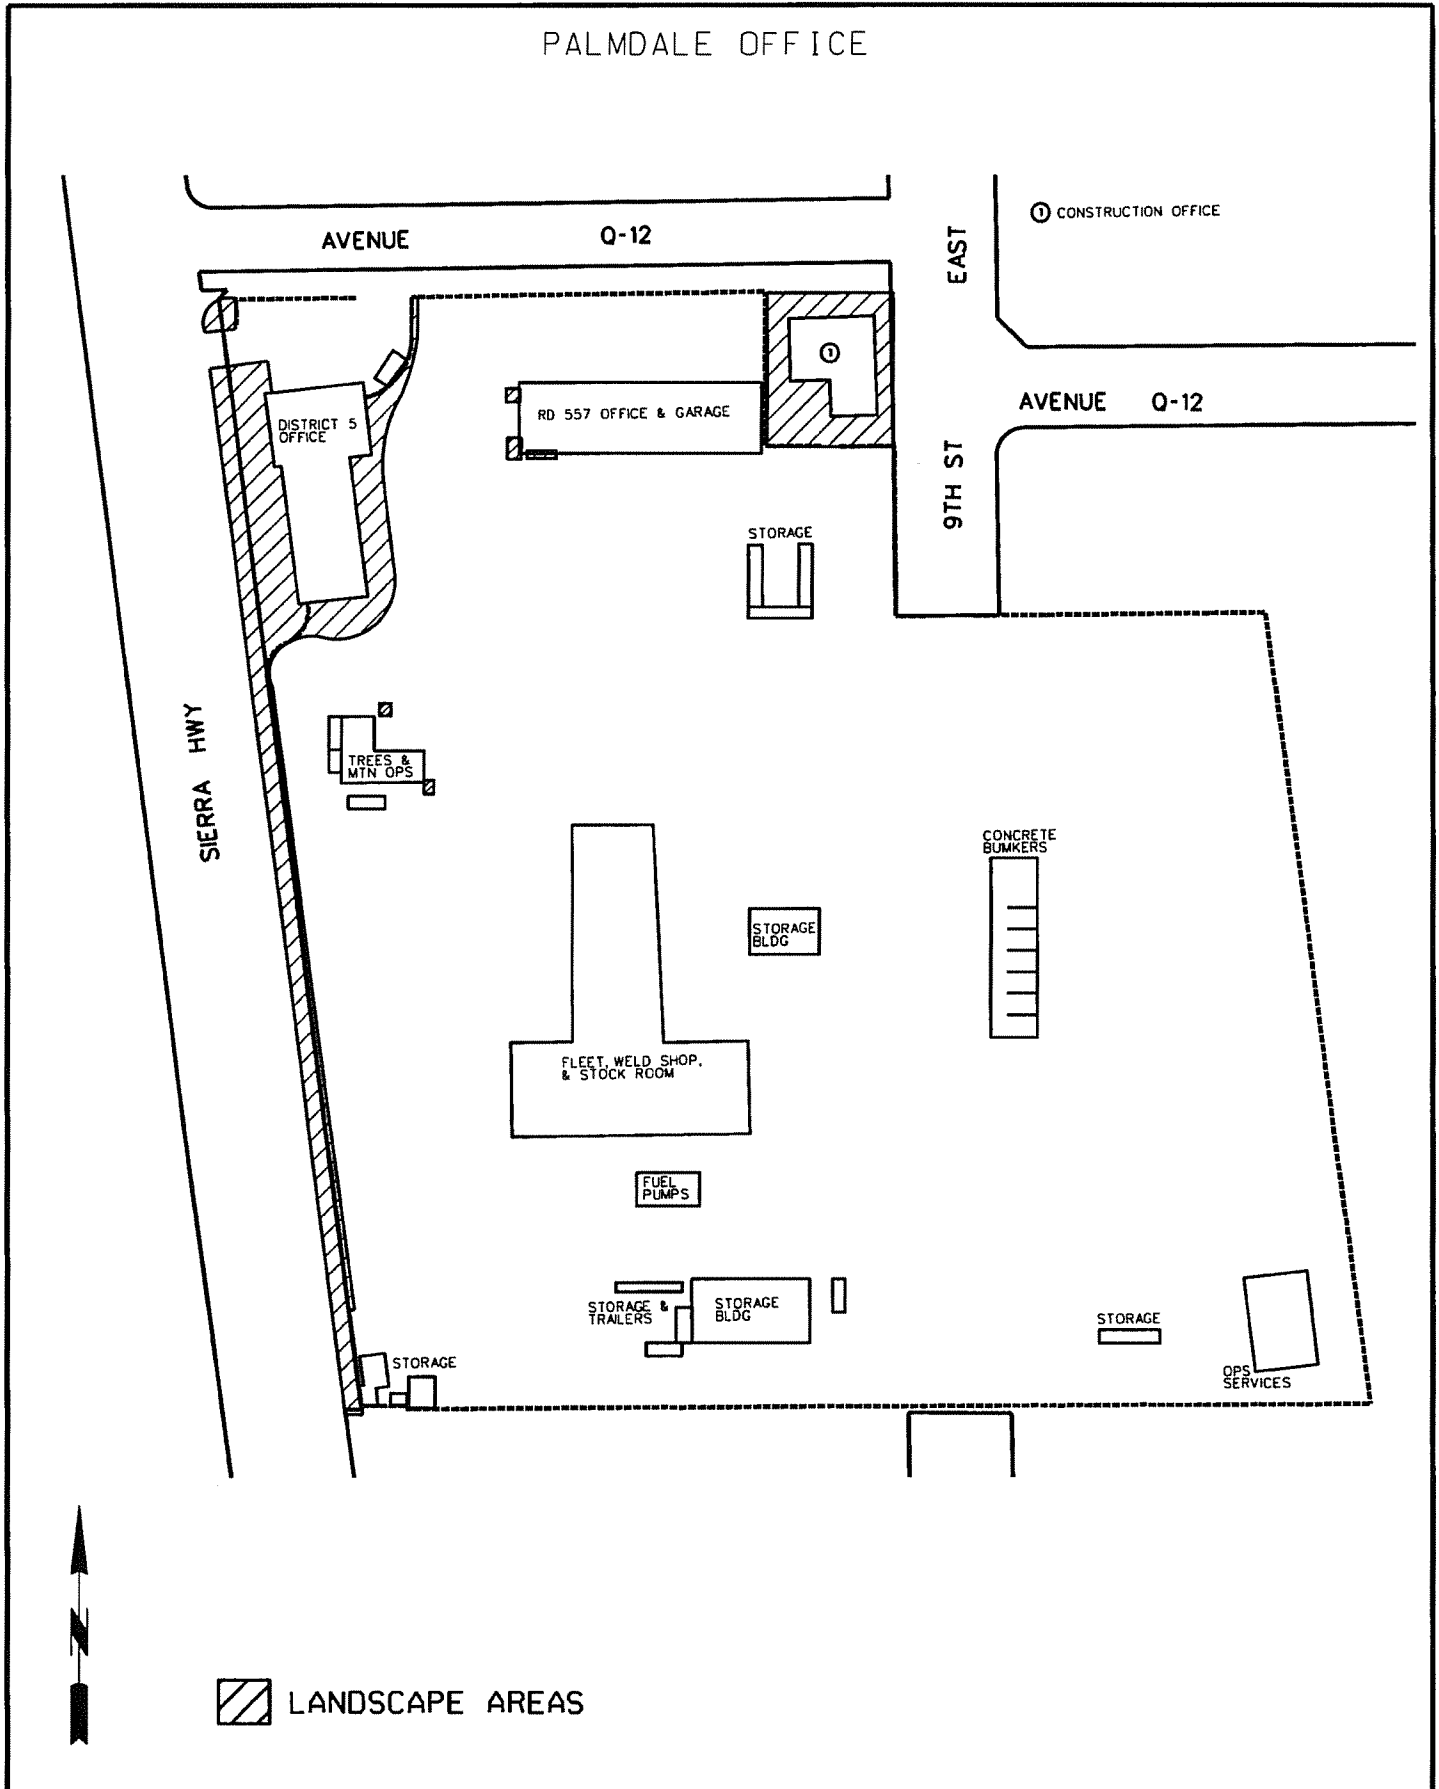 PALMDALE OFFICE
① CONSTRUCTION OFFICE
AVENUE Q-12
EAST
①
AVENUE Q-12
RD 557 OFFICE & GARAGE
DISTRICT 5
OFFICE
9TH ST
STORAGE
SIERRA HWY
TREES &
MTN OPS
CONCRETE
BUMKERS
STORAGE
BLDG
FLEET, WELD SHOP,
& STOCK ROOM
FUEL
PUMPS
STORAGE &
TRAILERS
STORAGE
BLDG
STORAGE
STORAGE
OPS
SERVICES
N
LANDSCAPE AREAS